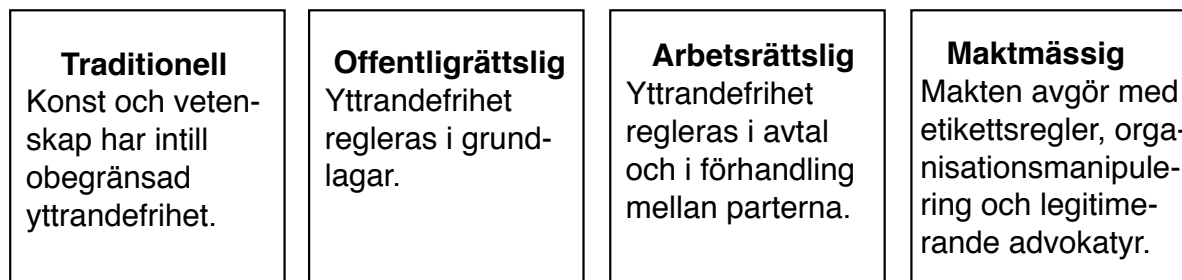 Traditionell
Konst och veten-
skap har intill
obegränsad
yttrandefrihet.
Offentligrättslig
Yttrandefrihet
regleras i grund-
lagar.
Arbetsrättslig
Yttrandefrihet
regleras i avtal
och i förhandling
mellan parterna.
Maktmässig
Makten avgör med
etikettsregler, orga-
nisationsmanipule-
ring och legitime-
rande advokatyr.